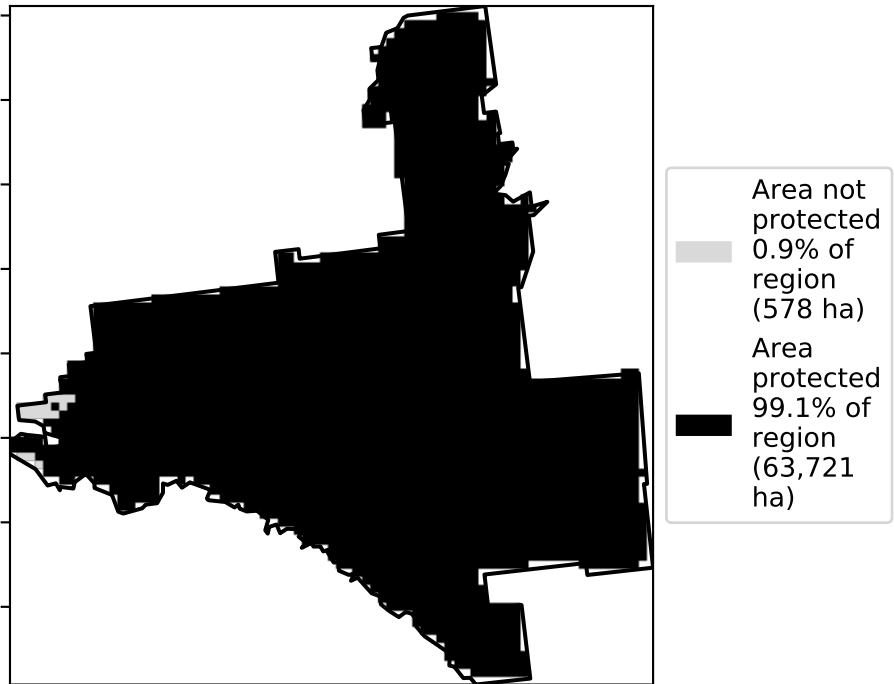 Area not
protected
0.9% of
region
(578 ha)
Area
protected
99.1% of
region
(63,721
ha)